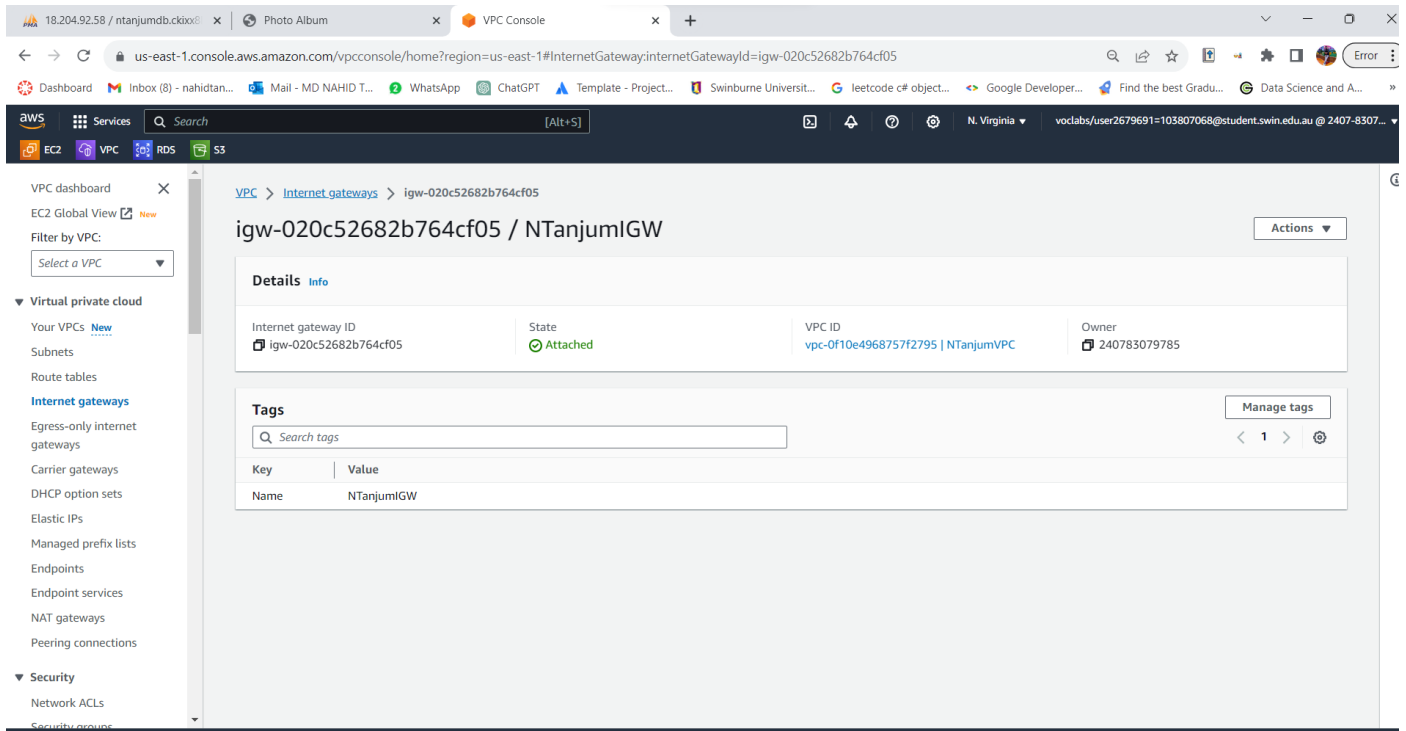 18.204.92.58 / ntanjumdb.ckixx8
Photo Album
VPC Console
us-east-1.console.aws.amazon.com/vpcconsole/home?region=us-east-1#InternetGateway:internetGatewayId=igw-020c52682b764cf05
Error
Dashboard
Inbox (8) - nahidtan...
Mail - MD NAHID T...
WhatsApp
ChatGPT
Template - Project...
Swinburne Universit...
leetcode c# object...
Google Developer...
Find the best Gradu...
Data Science and A...
»
aws
Services
Search
[Alt+S]
N. Virginia
voclabs/user2679691=103807068@student.swin.edu.au @ 2407-8307...
EC2
VPC
RDS
S3
VPC dashboard
EC2 Global View New
Filter by VPC:
Select a VPC
Virtual private cloud
Your VPCs New
Subnets
Route tables
Internet gateways
Egress-only internet
gateways
Carrier gateways
DHCP option sets
Elastic IPs
Managed prefix lists
Endpoints
Endpoint services
NAT gateways
Peering connections
Security
Network ACLs
Security groups
VPC > Internet gateways > igw-020c52682b764cf05
igw-020c52682b764cf05 / NTanjumIGW
Actions
Details Info
Internet gateway ID
igw-020c52682b764cf05
State
Attached
VPC ID
vpc-0f10e4968757f2795 | NTanjumVPC
Owner
240783079785
Tags
Manage tags
Search tags
1
Key Value
Name NTanjumIGW